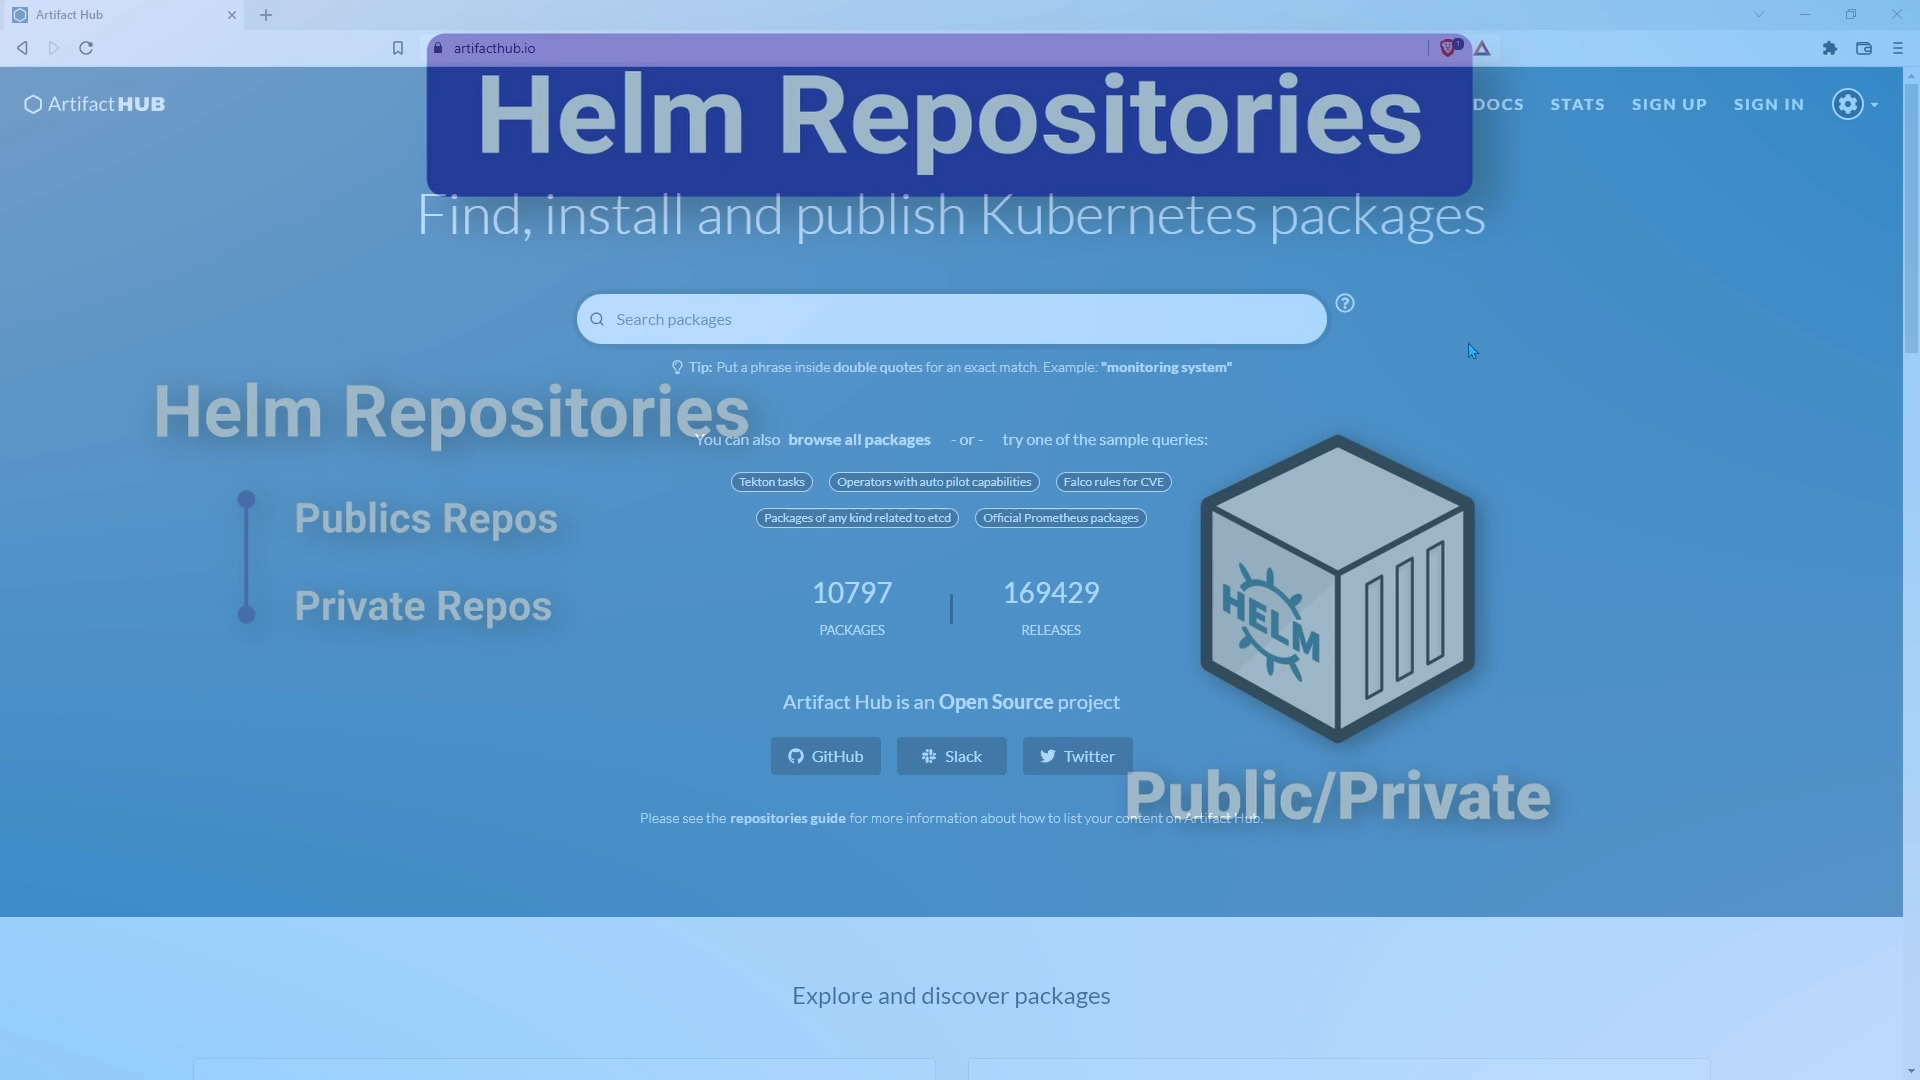 Artifact Hub
artifacthub.io
Helm Repositories
Artifact HUB
DOCS STATS SIGN UP SIGN IN
Find, install and publish Kubernetes packages
Search packages
Tip: Put a phrase inside double quotes for an exact match. Example: "monitoring system"
Helm Repositories
You can also browse all packages - or - try one of the sample queries:
Tekton tasks Operators with auto pilot capabilities Falco rules for CVE
Publics Repos
Packages of any kind related to etcd Official Prometheus packages
Private Repos
10797 169429
PACKAGES RELEASES
HELM
Artifact Hub is an Open Source project
GitHub Slack Twitter
Public/Private
Please see the repositories guide for more information about how to list your content on Artifact Hub.
Explore and discover packages